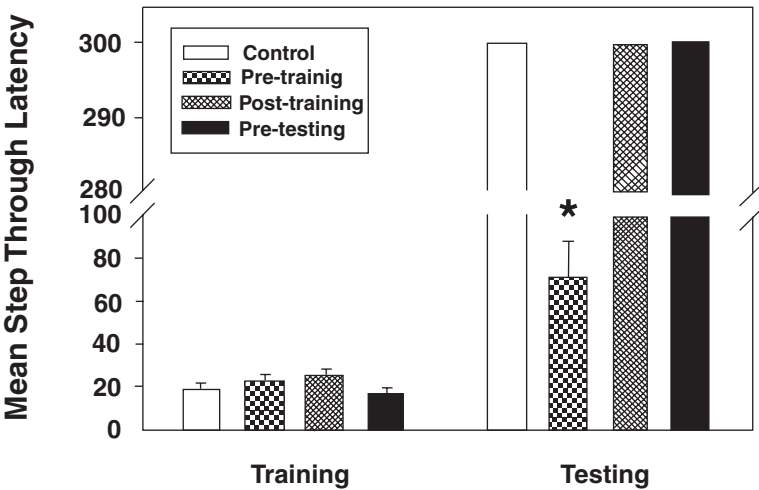 Mean Step Through Latency
300
290
280
100
80
60
40
20
0
Control
Pre-trainig
Post-training
Pre-testing
*
Training
Testing